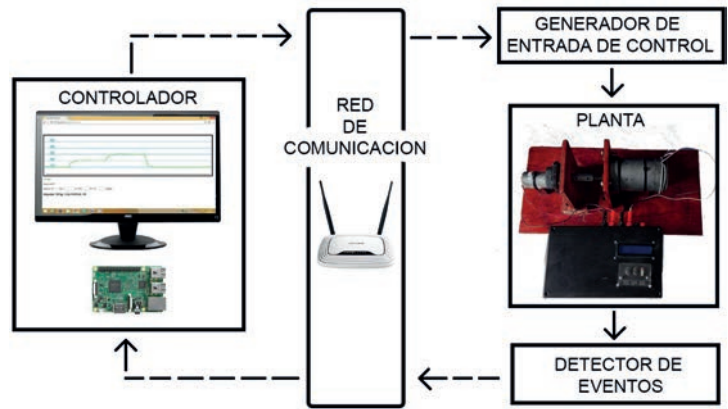 CONTROLADOR
RED
DE
COMUNICACION
GENERADOR DE
ENTRADA DE CONTROL
PLANTA
DETECTOR DE
EVENTOS